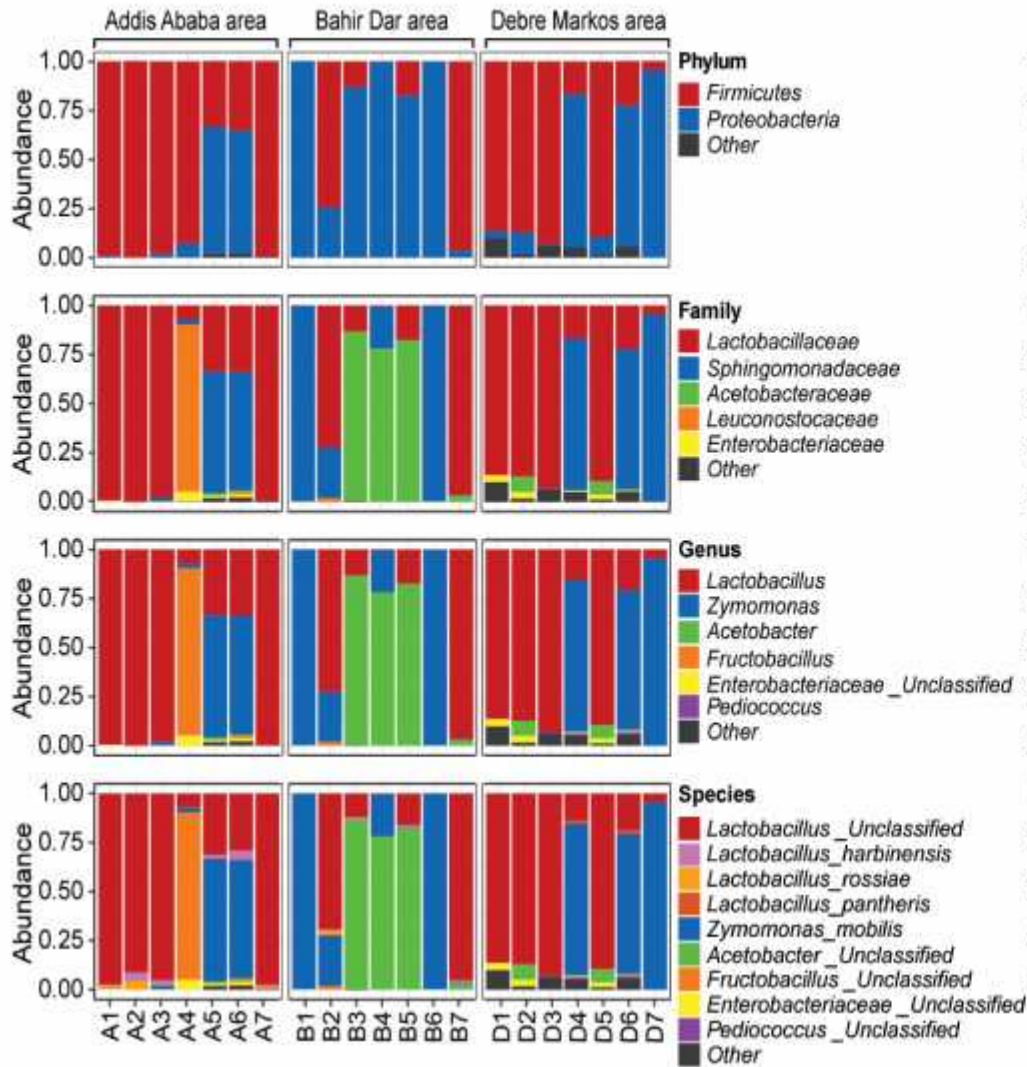 Addis Ababa area
Bahir Dar area
Debre Markos area
Abundance
1.00
0.75
0.50
0.25
0.00
Phylum
Firmicutes
Proteobacteria
Other
Abundance
1.00
0.75
0.50
0.25
0.00
Family
Lactobacillaceae
Sphingomonadaceae
Acetobacteraceae
Leuconostocaceae
Enterobacteriaceae
Other
Abundance
1.00
0.75
0.50
0.25
0.00
Genus
Lactobacillus
Zymomonas
Acetobacter
Fructobacillus
Enterobacteriaceae _Unclassified
Pediococcus
Other
Abundance
1.00
0.75
0.50
0.25
0.00
Species
Lactobacillus _Unclassified
Lactobacillus_harbinensis
Lactobacillus_rossiae
Lactobacillus_pantheris
Zymomonas_mobilis
Acetobacter _Unclassified
Fructobacillus _Unclassified
Enterobacteriaceae _Unclassified
Pediococcus _Unclassified
Other
A1
A2
A3
A4
A5
A6
A7
B1
B2
B3
B4
B5
B6
B7
D1
D2
D3
D4
D5
D6
D7